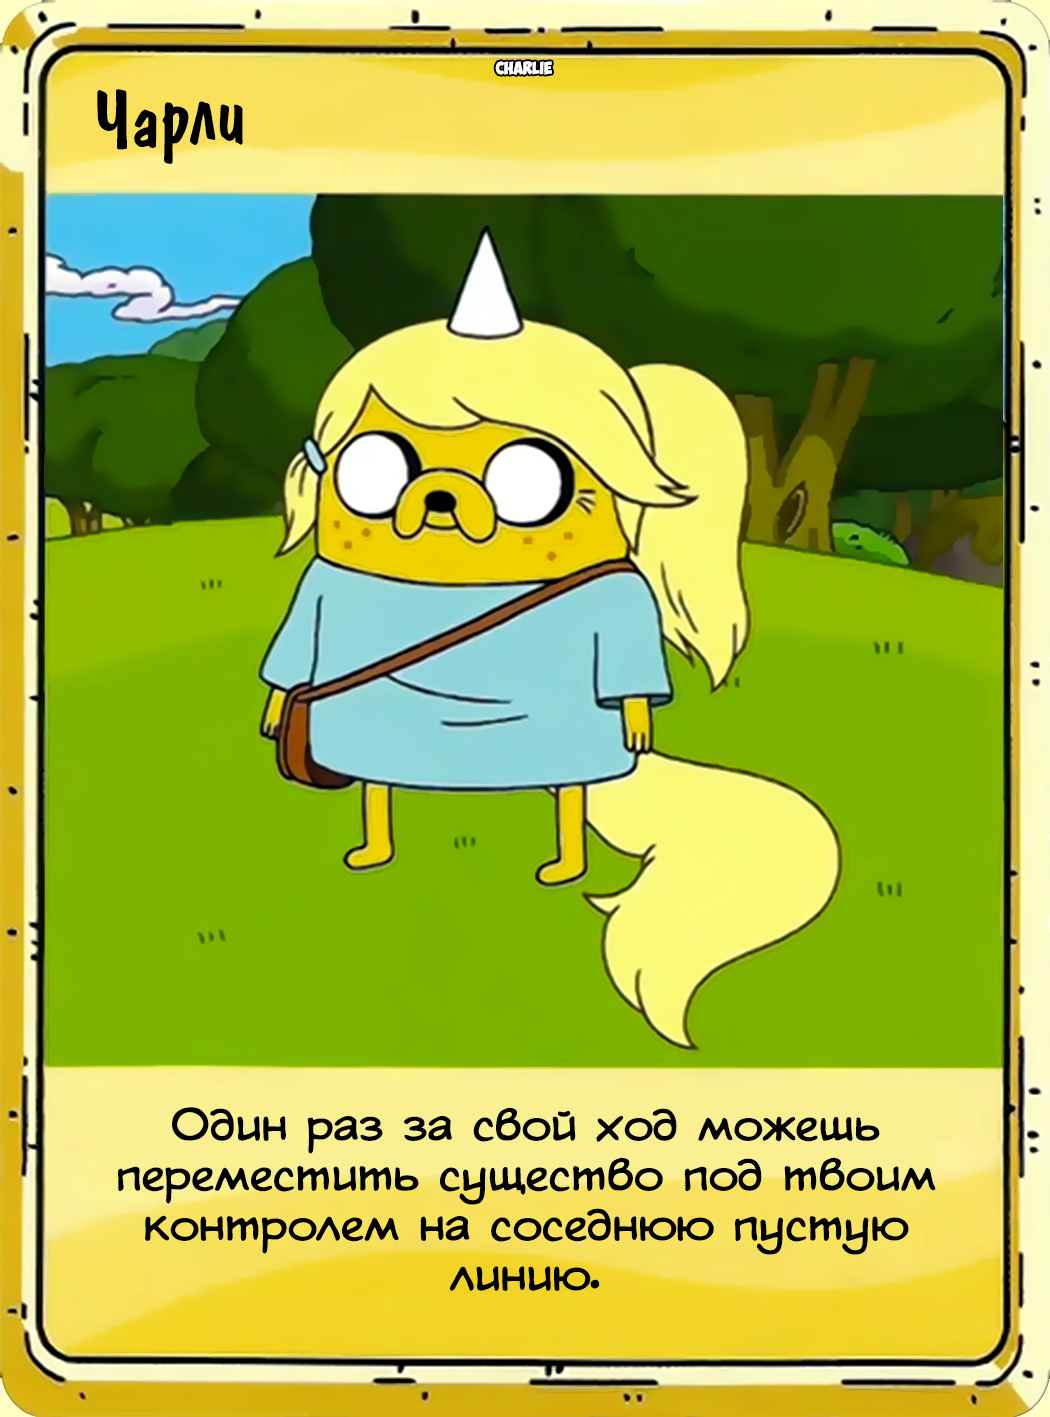 CHARLIE
Чарли
Один раз за свой ход можешь
переместить существо под твоим
контролем на соседнюю пустую
линию.